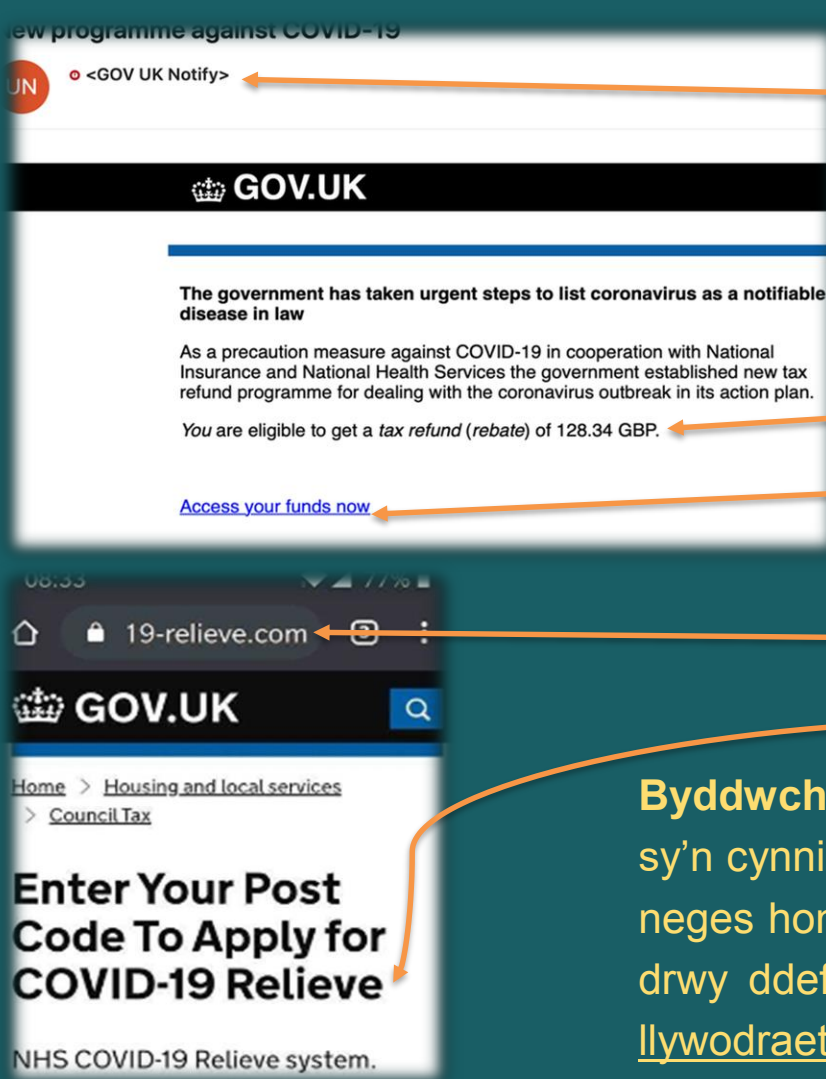 programme against COVID-19
UN
<GOV UK Notify>
GOV.UK
The government has taken urgent steps to list coronavirus as a notifiable
disease in law
As a precaution measure against COVID-19 in cooperation with National
Insurance and National Health Services the government established new tax
refund programme for dealing with the coronavirus outbreak in its action plan.
You are eligible to get a tax refund (rebate) of 128.34 GBP.
Access your funds now
08:33 77%
19-relieve.com
GOV.UK
Home > Housing and local services
> Council Tax
Enter Your Post
Code To Apply for
COVID-19 Relieve
NHS COVID-19 Relieve system.
Byddwch
sy’n
neges
drwy